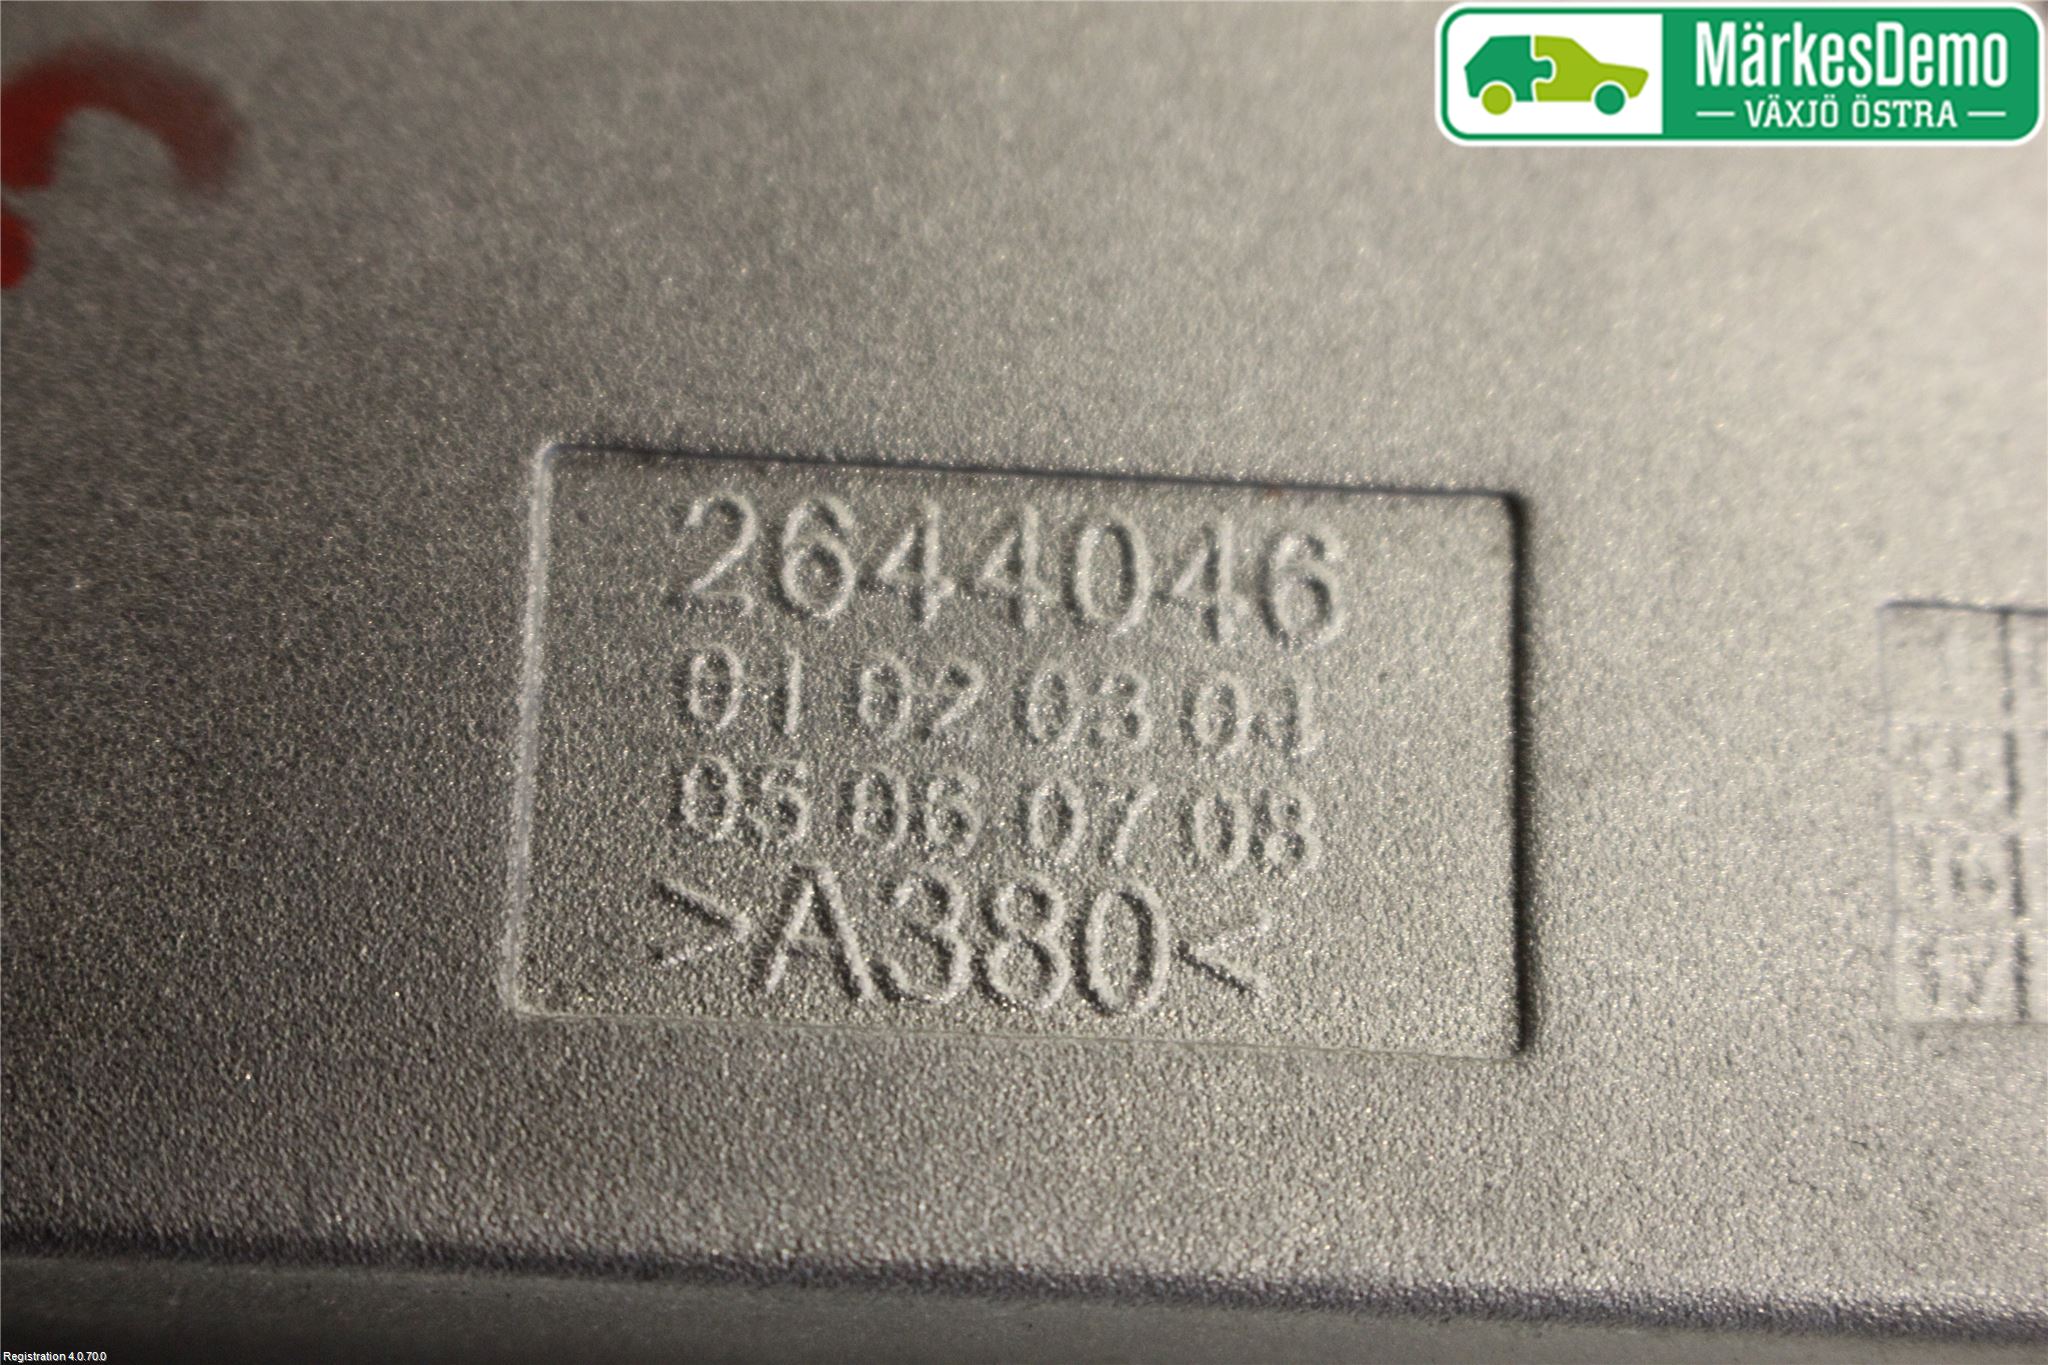 MärkesDemo
— VÄXJÖ ÖSTRA —
2644046
01 02 03 04
05 06 07 08
>A380<
Registration 4.0.70.0